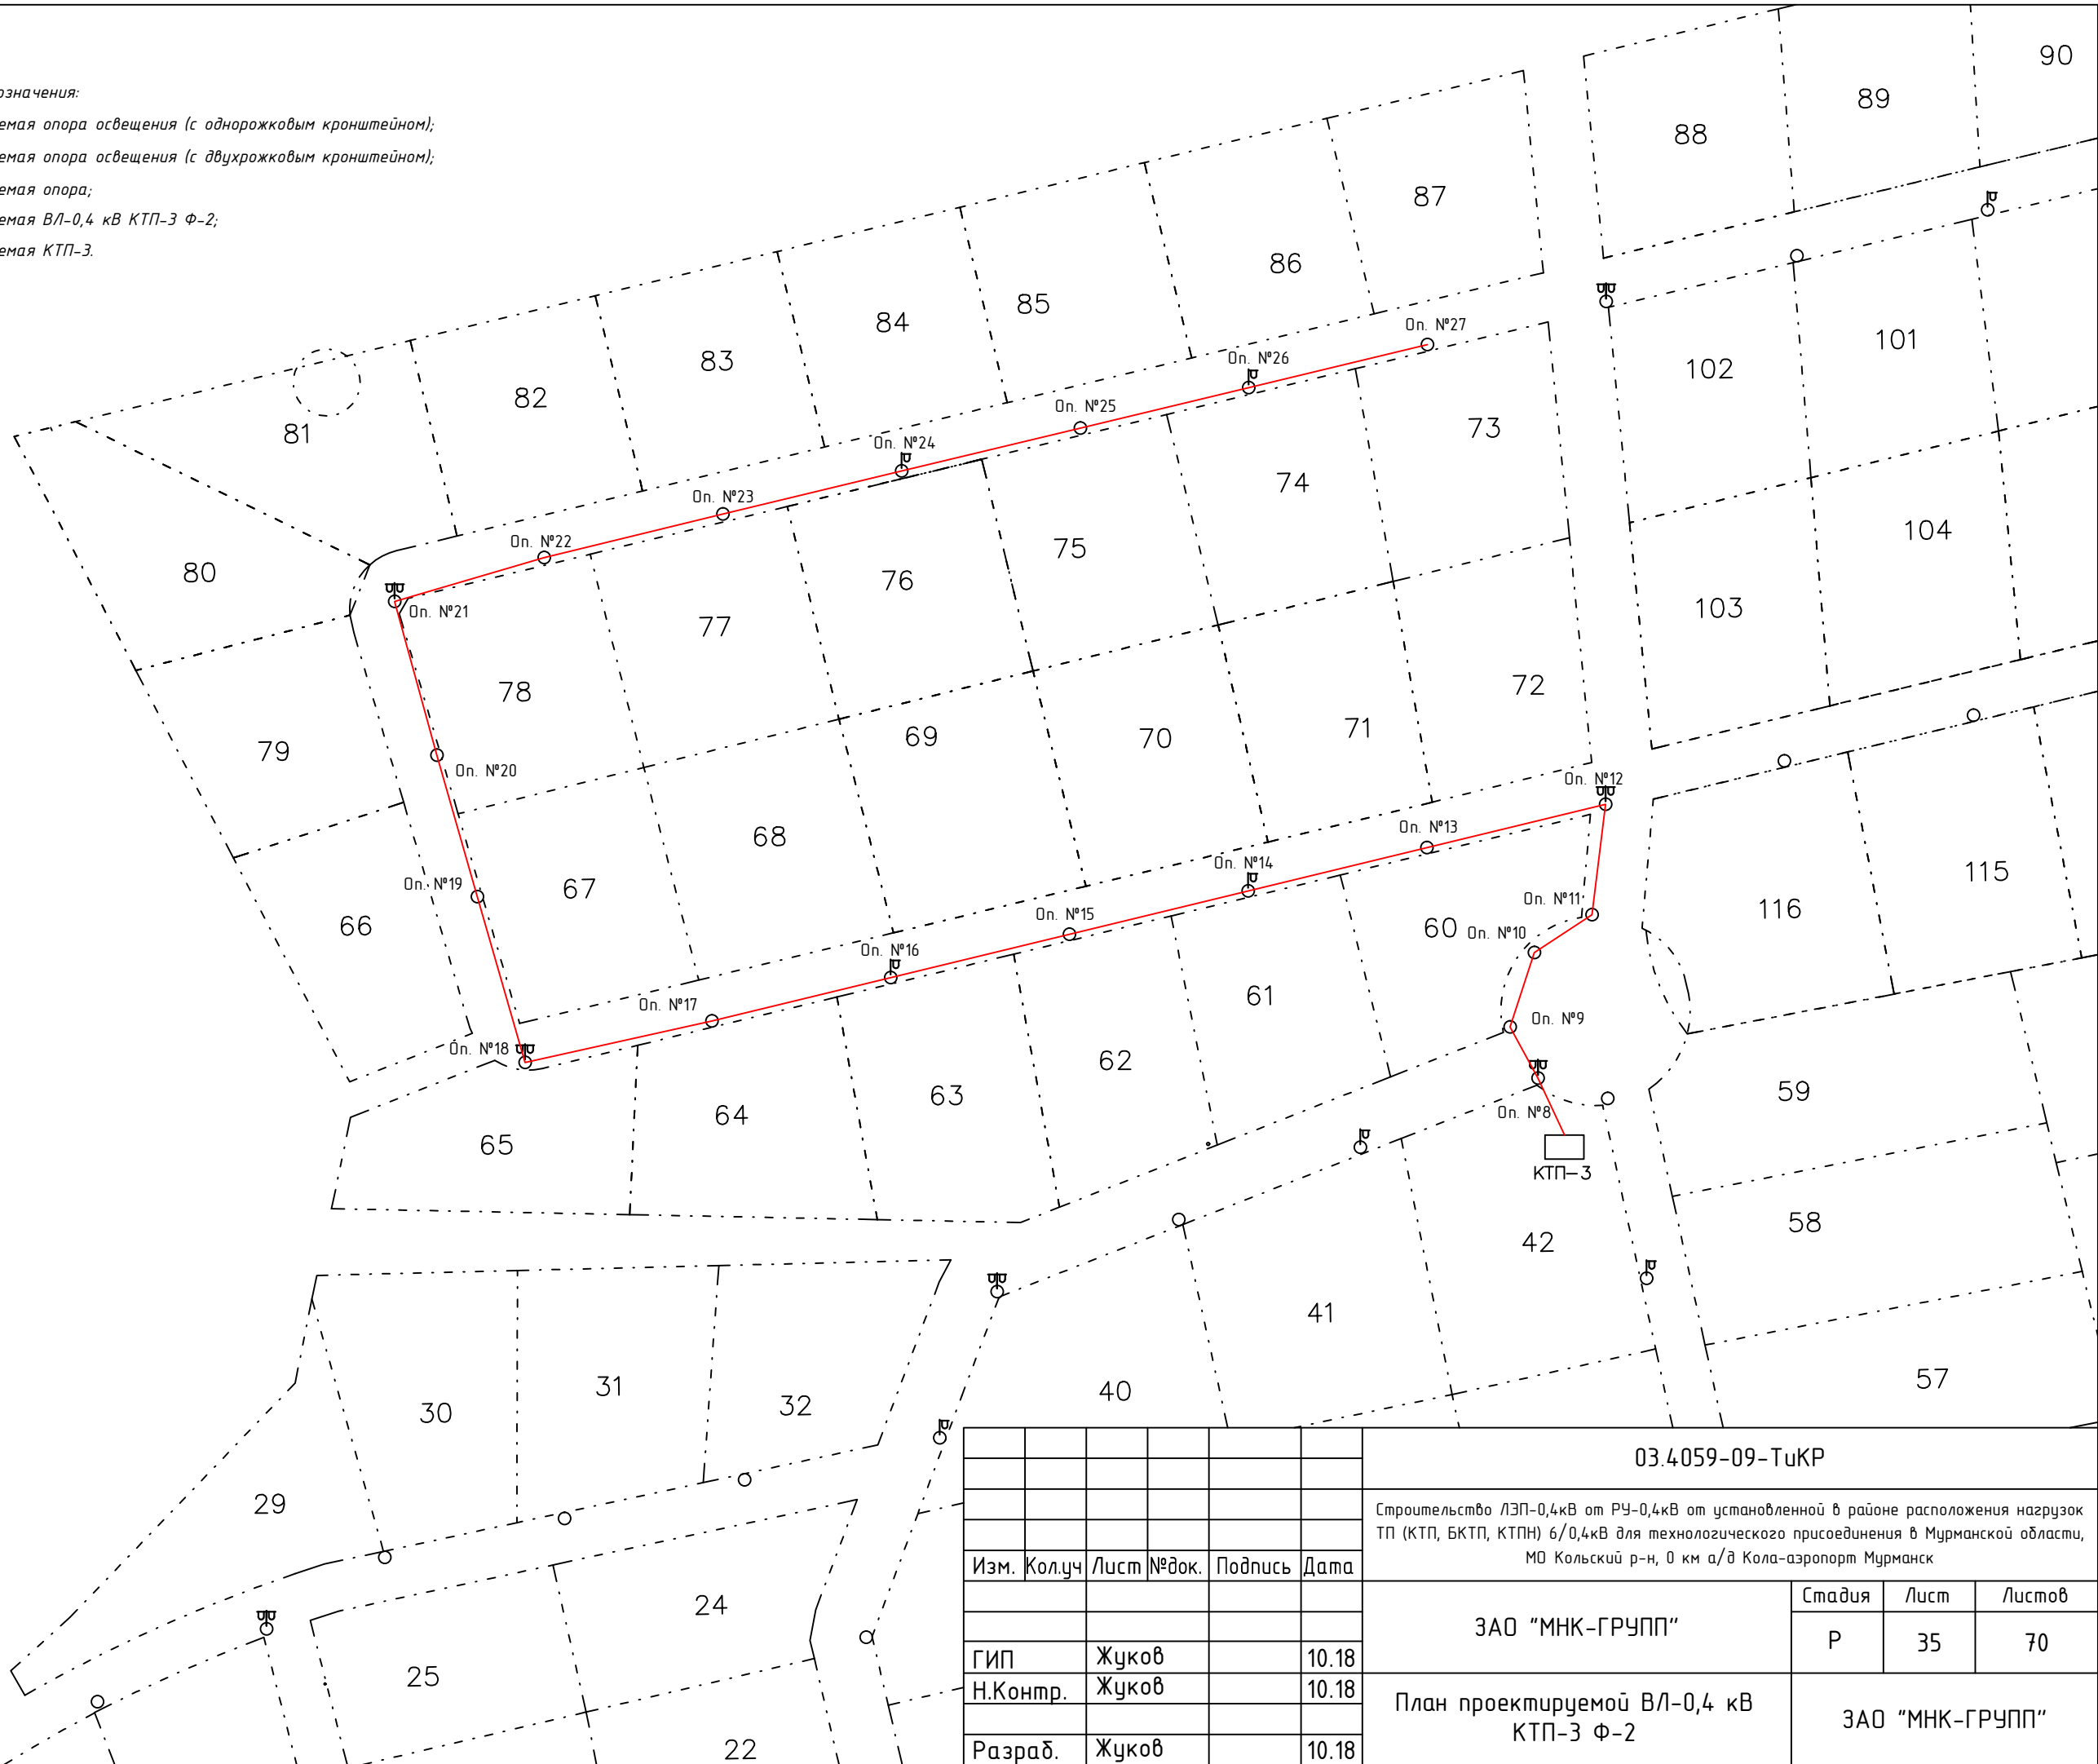 означения:
емая опора освещения (с однорожковым кронштейном);
емая опора освещения (с двухрожковым кронштейном);
емая опора;
емая ВЛ-0,4 кВ КТП-3 Ф-2;
емая КТП-3.
90
89
88
87
86
85
84
83
82
81
80
79
78
77
76
75
74
73
102
101
104
103
72
71
70
69
68
67
66
116
115
60
61
62
63
64
65
59
58
57
42
41
40
32
31
30
29
24
25
22
Оп. №27
Оп. №26
Оп. №25
Оп. №24
Оп. №23
Оп. №22
Оп. №21
Оп. №20
Оп. №19
Оп. №18
Оп. №17
Оп. №16
Оп. №15
Оп. №14
Оп. №13
Оп. №12
Оп. №11
Оп. №10
Оп. №9
Оп. №8
КТП-3
03.4059-09-ТиКР
Строительство ЛЭП-0,4кВ от РУ-0,4кВ от установленной в районе расположения нагрузок
ТП (КТП, БКТП, КТПН) 6/0,4кВ для технологического присоединения в Мурманской области,
МО Кольский р-н, 0 км а/д Кола-аэропорт Мурманск
Изм. Кол.уч Лист №док. Подпись Дата
ЗАО "МНК-ГРУПП"
Стадия Лист Листов
Р 35 70
ГИП Жуков 10.18
Н.Контр. Жуков 10.18
Разраб. Жуков 10.18
План проектируемой ВЛ-0,4 кВ
КТП-3 Ф-2
ЗАО "МНК-ГРУПП"